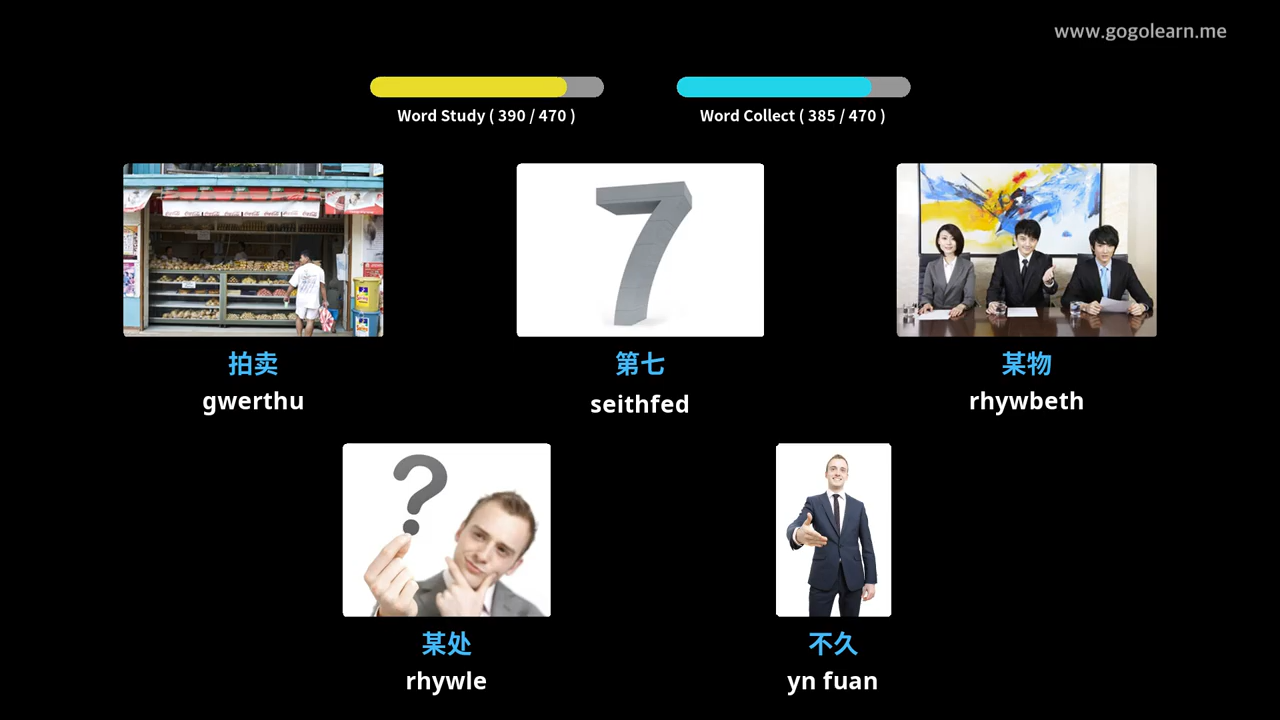 www.gogolearn.me
Word Study ( 390 / 470 )
Word Collect ( 385 / 470 )
7
拍卖
gwerthu
第七
seithfed
某物
rhywbeth
?
某处
rhywle
不久
yn fuan